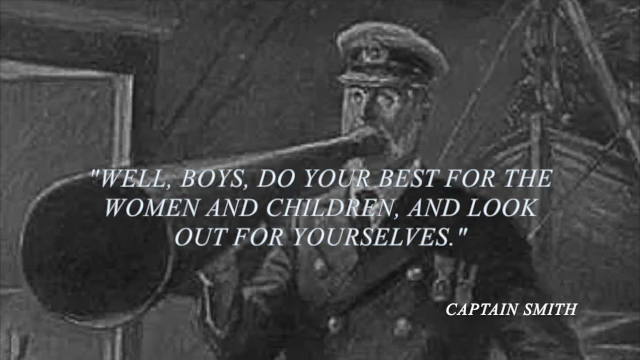 "WELL, BOYS, DO YOUR BEST FOR THE
WOMEN AND CHILDREN, AND LOOK
OUT FOR YOURSELVES."
CAPTAIN SMITH